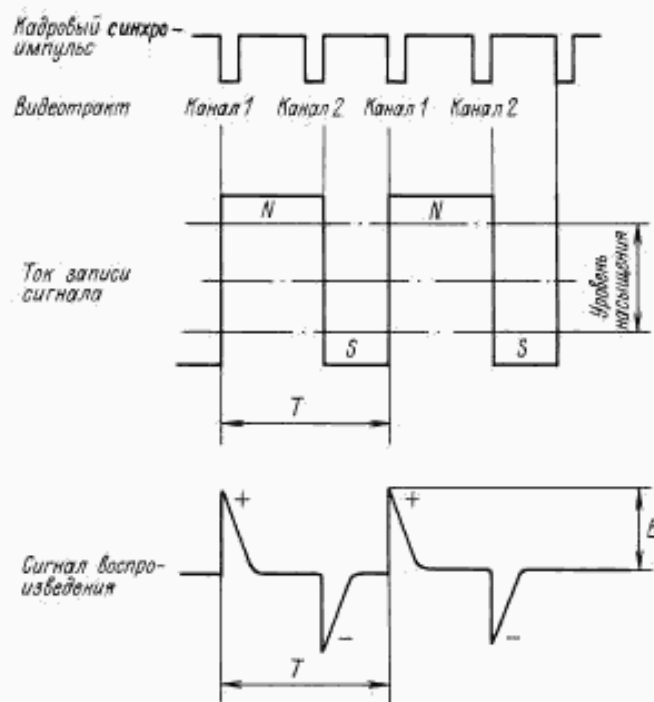 Кадровый синхро-
импульс
Видеотракт Канал 1 Канал 2 Канал 1 Канал 2
N N
Ток записи
сигнала
Уровень
насыщения
S S
T
+ +
Сигнал воспро-
изведения
- -
T